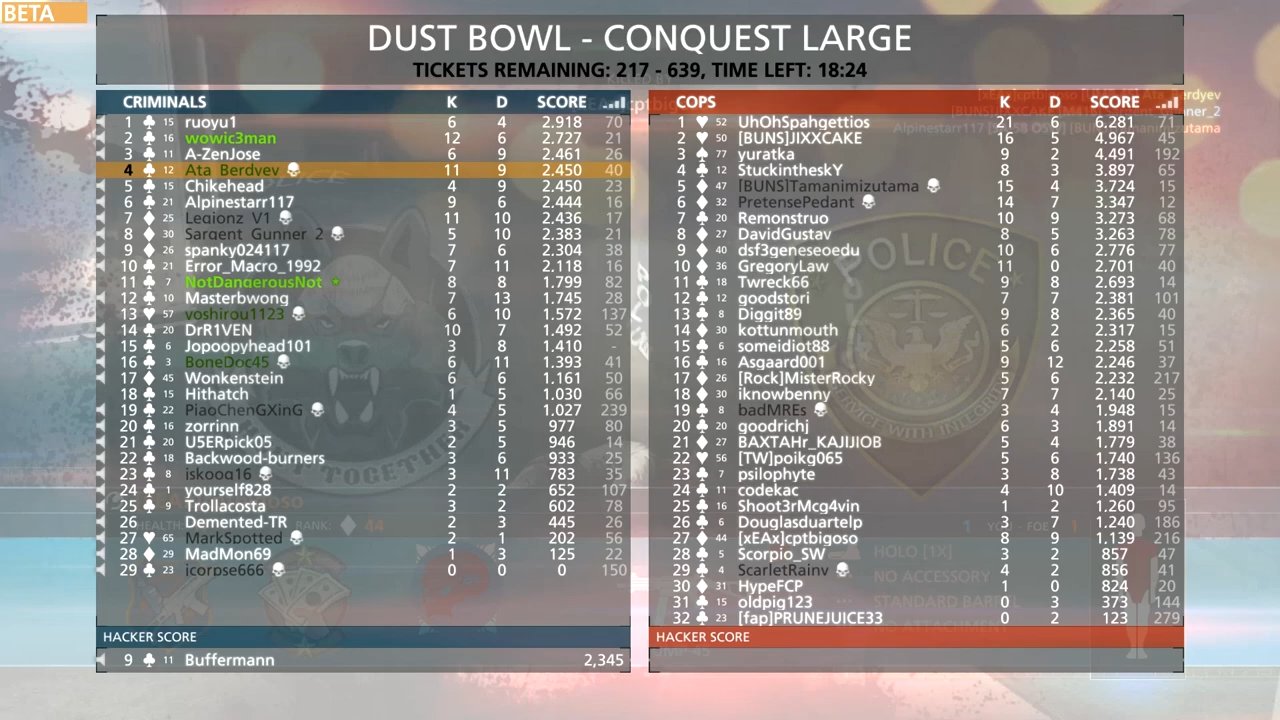 BETA
DUST BOWL - CONQUEST LARGE
TICKETS REMAINING: 217 - 639, TIME LEFT: 18:24
CRIMINALS K D SCORE
1 15 ruoyu1 6 4 2.918 70
2 16 wowic3man 12 6 2.727 21
3 11 A-ZenJose 6 9 2.461 26
4 12 Ata_Berdyev 11 9 2.450 40
5 15 Chikehead 4 9 2.450 23
6 21 Alpinestarr117 9 6 2.444 16
7 25 Legionz_V1 11 10 2.436 17
8 30 Sargent_Gunner_2 5 10 2.383 21
9 26 spanky024117 7 6 2.304 38
10 21 Error_Macro_1992 7 11 2.118 16
11 7 NotDangerousNot 8 8 1.799 82
12 10 Masterbwong 7 13 1.745 28
13 57 yoshirou1123 6 10 1.572 137
14 20 DrR1VEN 10 7 1.492 52
15 6 Jopoopyhead101 3 8 1.410 -
16 3 BoneDoc45 6 11 1.393 41
17 45 Wonkenstein 6 6 1.161 50
18 15 Hithatch 1 5 1.030 66
19 22 PiaoChenGXinG 4 5 1.027 239
20 16 zorrinn 3 5 977 80
21 20 U5ERpick05 2 5 946 14
22 18 Backwood-burners 3 6 933 25
23 8 iskoog16 3 11 783 35
24 1 yourself828 2 2 652 107
25 9 Trollacosta 3 2 602 78
26 Demented-TR 2 3 445 26
27 65 MarkSpotted 2 1 202 56
28 29 MadMon69 1 3 125 22
29 23 icorpse666 0 0 0 150
HACKER SCORE
9 11 Buffermann 2,345
COPS K D SCORE
1 52 UhOhSpahgettios 21 6 6.281 71
2 50 [BUNS]JIXXCAKE 16 5 4.967 45
3 77 yuratka 9 2 4.491 192
4 12 StuckintheskY 8 3 3.897 65
5 47 [BUNS]Tamanimizutama 15 4 3.724 15
6 32 PretensePedant 14 7 3.347 12
7 20 Remonstruo 10 9 3.273 68
8 27 DavidGustav 8 5 3.263 78
9 40 dsf3geneseoedu 10 6 2.776 77
10 36 GregoryLaw 11 0 2.701 40
11 18 Twreck66 9 8 2.693 14
12 12 goodstori 7 7 2.381 101
13 8 Diggit89 9 8 2.365 40
14 30 kottunmouth 6 2 2.317 15
15 6 someidiot88 5 6 2.258 51
16 16 Asgaard001 9 12 2.246 37
17 26 [Rock]MisterRocky 5 6 2.232 217
18 30 iknowbenny 7 7 2,140 25
19 8 badMREs 3 4 1.948 15
20 20 goodrichj 6 3 1.891 14
21 27 BAXTAHr_KAJIJIOB 5 4 1.779 38
22 56 [TW]poikg065 5 6 1.740 136
23 7 psilophyte 3 8 1.738 43
24 11 codekac 4 10 1.409 14
25 16 Shoot3rMcg4vin 1 2 1.260 95
26 6 Douglasduartelp 3 7 1.240 186
27 44 [xEAx]cptbigoso 8 9 1,139 216
28 5 Scorpio_SW 3 2 857 47
29 4 ScarletRainy 4 2 856 41
30 31 HypeFCP 1 0 824 20
31 15 oldpig123 0 3 373 144
32 23 [fap]PRUNEJUICE33 0 2 123 279
HACKER SCORE
POLICE
HOLO [1X]
NO ACCESSORY
STANDARD BARREL